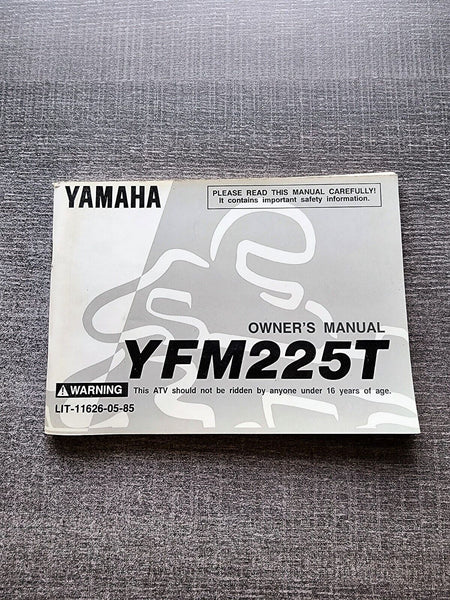 YAMAHA
PLEASE READ THIS MANUAL CAREFULLY!
It contains important safety information.
OWNER'S MANUAL
YFM225T
WARNING This ATV should not be ridden by anyone under 16 years of age.
LIT-11626-05-85